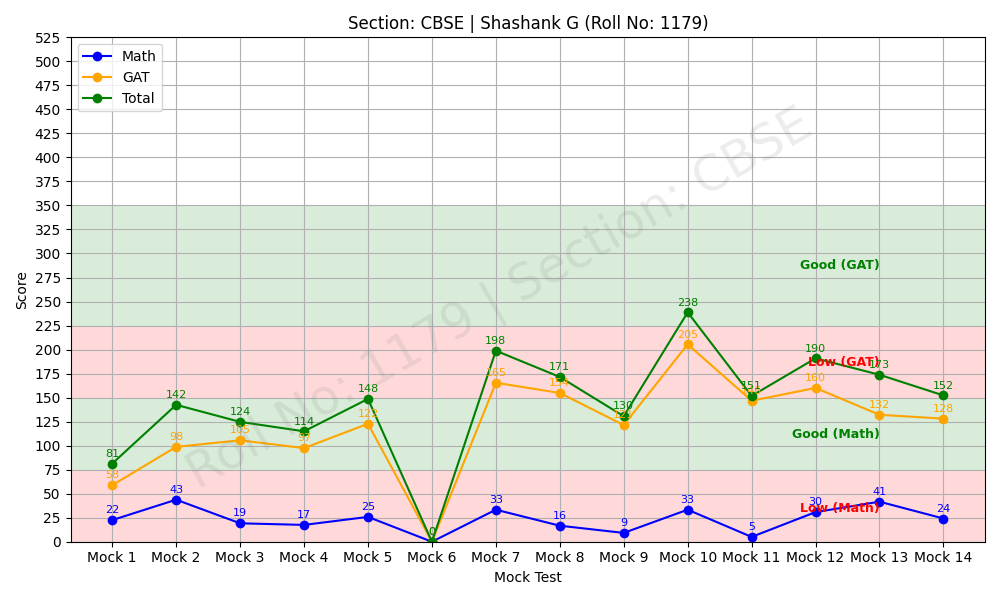 Section: CBSE | Shashank G (Roll No: 1179)
Math
GAT
Total
Score
525
500
475
450
425
400
375
350
325
300
275
250
225
200
175
150
125
100
75
50
25
0
Roll No: 1179 | Section: CBSE
Good (GAT)
Low (GAT)
Good (Math)
Low (Math)
81 142 124 114 148 0 198 171 130 238 151 190 173 152
58 98 105 97 122 165 205 160 132 128
22 43 19 17 25 33 16 9 33 5 30 41 24
Mock 1 Mock 2 Mock 3 Mock 4 Mock 5 Mock 6 Mock 7 Mock 8 Mock 9 Mock 10 Mock 11 Mock 12 Mock 13 Mock 14
Mock Test